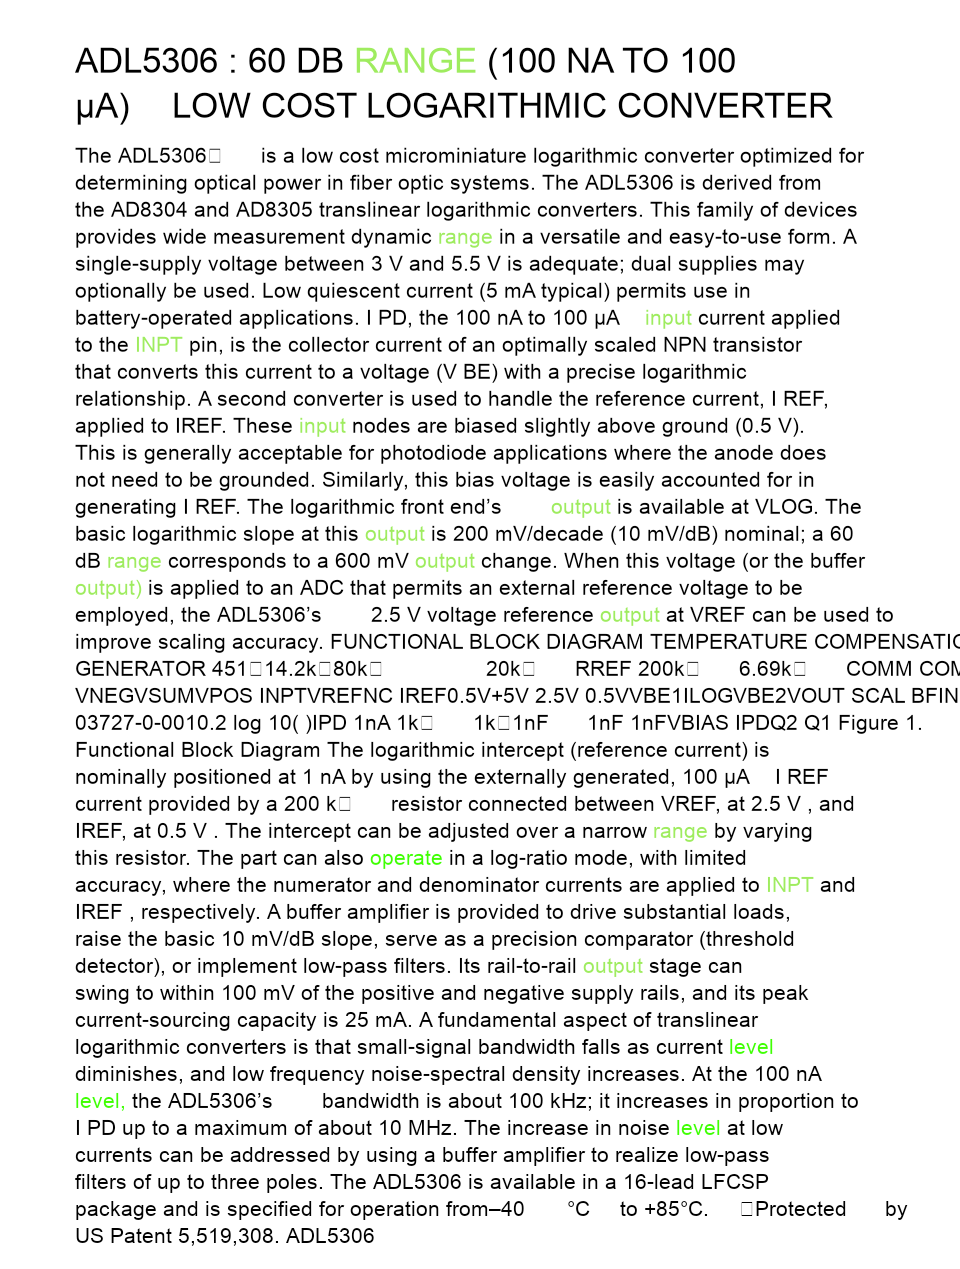 ADL5306 : 60 DB RANGE (100 NA TO 100
µA) LOW COST LOGARITHMIC CONVERTER
The ADL5306□ is a low cost microminiature logarithmic converter optimized for
determining optical power in fiber optic systems. The ADL5306 is derived from
the AD8304 and AD8305 translinear logarithmic converters. This family of devices
provides wide measurement dynamic range in a versatile and easy-to-use form. A
single-supply voltage between 3 V and 5.5 V is adequate; dual supplies may
optionally be used. Low quiescent current (5 mA typical) permits use in
battery-operated applications. I PD, the 100 nA to 100 µA input current applied
to the INPT pin, is the collector current of an optimally scaled NPN transistor
that converts this current to a voltage (V BE) with a precise logarithmic
relationship. A second converter is used to handle the reference current, I REF,
applied to IREF. These input nodes are biased slightly above ground (0.5 V).
This is generally acceptable for photodiode applications where the anode does
not need to be grounded. Similarly, this bias voltage is easily accounted for in
generating I REF. The logarithmic front end’s output is available at VLOG. The
basic logarithmic slope at this output is 200 mV/decade (10 mV/dB) nominal; a 60
dB range corresponds to a 600 mV output change. When this voltage (or the buffer
output) is applied to an ADC that permits an external reference voltage to be
employed, the ADL5306’s 2.5 V voltage reference output at VREF can be used to
improve scaling accuracy. FUNCTIONAL BLOCK DIAGRAM TEMPERATURE COMPENSATIO
GENERATOR 451□14.2k□80k□ 20k□ RREF 200k□ 6.69k□ COMM COM
VNEGVSUMVPOS INPTVREFNC IREF0.5V+5V 2.5V 0.5VVBE1ILOGVBE2VOUT SCAL BFIN
03727-0-0010.2 log 10( )IPD 1nA 1k□ 1k□1nF 1nF 1nFVBIAS IPDQ2 Q1 Figure 1.
Functional Block Diagram The logarithmic intercept (reference current) is
nominally positioned at 1 nA by using the externally generated, 100 µA I REF
current provided by a 200 k□ resistor connected between VREF, at 2.5 V , and
IREF, at 0.5 V . The intercept can be adjusted over a narrow range by varying
this resistor. The part can also operate in a log-ratio mode, with limited
accuracy, where the numerator and denominator currents are applied to INPT and
IREF , respectively. A buffer amplifier is provided to drive substantial loads,
raise the basic 10 mV/dB slope, serve as a precision comparator (threshold
detector), or implement low-pass filters. Its rail-to-rail output stage can
swing to within 100 mV of the positive and negative supply rails, and its peak
current-sourcing capacity is 25 mA. A fundamental aspect of translinear
logarithmic converters is that small-signal bandwidth falls as current level
diminishes, and low frequency noise-spectral density increases. At the 100 nA
level, the ADL5306’s bandwidth is about 100 kHz; it increases in proportion to
I PD up to a maximum of about 10 MHz. The increase in noise level at low
currents can be addressed by using a buffer amplifier to realize low-pass
filters of up to three poles. The ADL5306 is available in a 16-lead LFCSP
package and is specified for operation from–40 °C to +85°C. □Protected by
US Patent 5,519,308. ADL5306